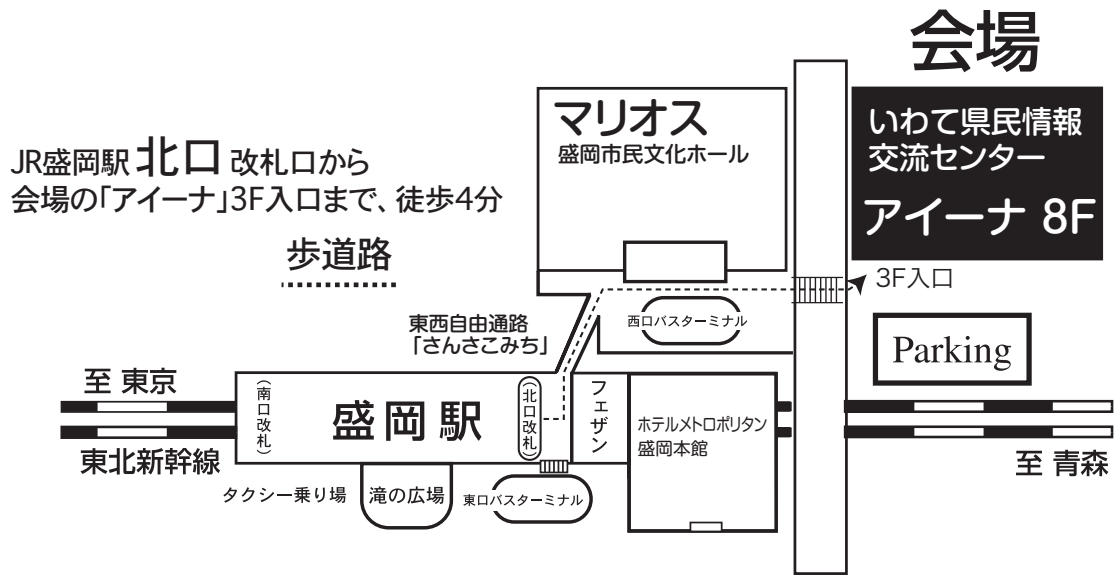 会場
いわて県民情報
交流センター
アイーナ 8F
マリオス
盛岡市民文化ホール
JR盛岡駅 北口 改札口から
会場の「アイーナ」3F入口まで、徒歩4分
歩道路
3F入口
西口バスターミナル
東西自由通路
「さんさこみち」
Parking
至 東京
東北新幹線
(南口改札)
盛岡駅
(北口改札)
フェザン
ホテルメトロポリタン
盛岡本館
至 青森
タクシー乗り場
滝の広場
東口バスターミナル